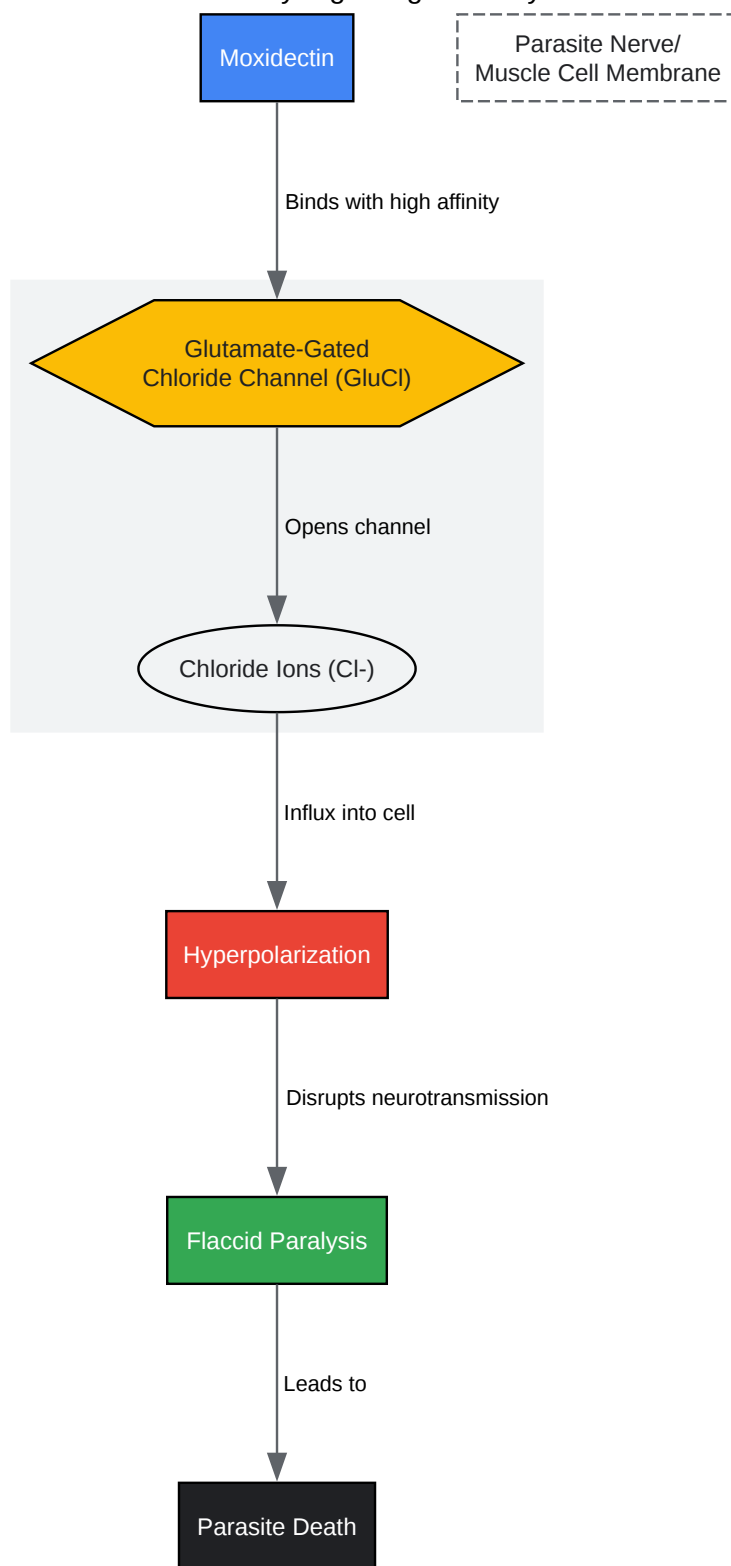 Moxidectin
Parasite Nerve/
Muscle Cell Membrane
Binds with high affinity
Glutamate-Gated
Chloride Channel (GluCl)
Opens channel
Chloride Ions (Cl-)
Influx into cell
Hyperpolarization
Disrupts neurotransmission
Flaccid Paralysis
Leads to
Parasite Death